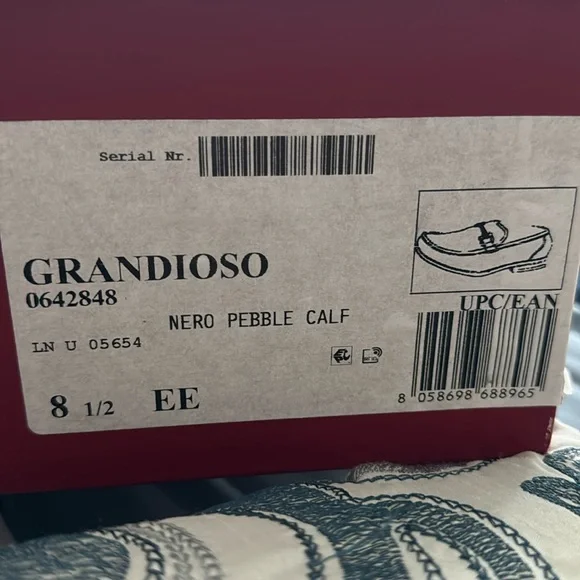 Serial Nr.
GRANDIOSO
0642848
UPC/EAN
NERO PEBBLE CALF
LN U 05654
8 1/2 EE
8 058698 688965